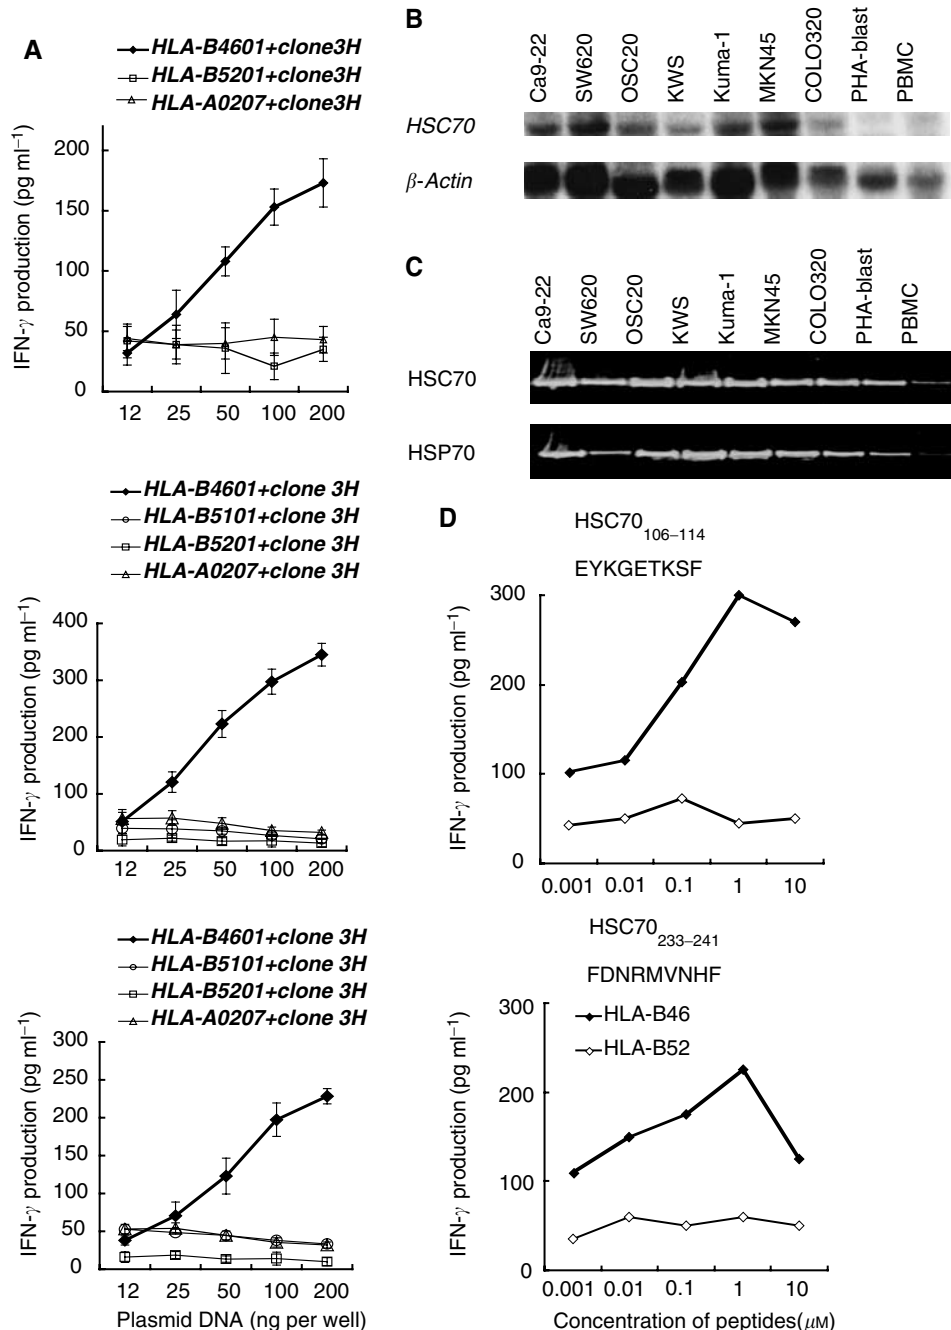 A
HLA-B4601+clone3H
HLA-B5201+clone3H
HLA-A0207+clone3H
IFN-γ production (pg ml⁻¹)
200
150
100
50
0
12 25 50 100 200
HLA-B4601+clone 3H
HLA-B5101+clone 3H
HLA-B5201+clone 3H
HLA-A0207+clone 3H
IFN-γ production (pg ml⁻¹)
400
300
200
100
0
12 25 50 100 200
HLA-B4601+clone 3H
HLA-B5101+clone 3H
HLA-B5201+clone 3H
HLA-A0207+clone 3H
IFN-γ production (pg ml⁻¹)
300
250
200
150
100
50
0
12 25 50 100 200
Plasmid DNA (ng per well)
B
Ca9-22
SW620
OSC20
KWS
Kuma-1
MKN45
COLO320
PHA-blast
PBMC
HSC70
β-Actin
C
Ca9-22
SW620
OSC20
KWS
Kuma-1
MKN45
COLO320
PHA-blast
PBMC
HSC70
HSP70
D
HSC70₁₀₆₋₁₁₄
EYKGETKSF
IFN-γ production (pg ml⁻¹)
300
200
100
0
0.001 0.01 0.1 1 10
HSC70₂₃₃₋₂₄₁
FDNRMVNHF
HLA-B46
HLA-B52
IFN-γ production (pg ml⁻¹)
300
200
100
0
0.001 0.01 0.1 1 10
Concentration of peptides(μM)